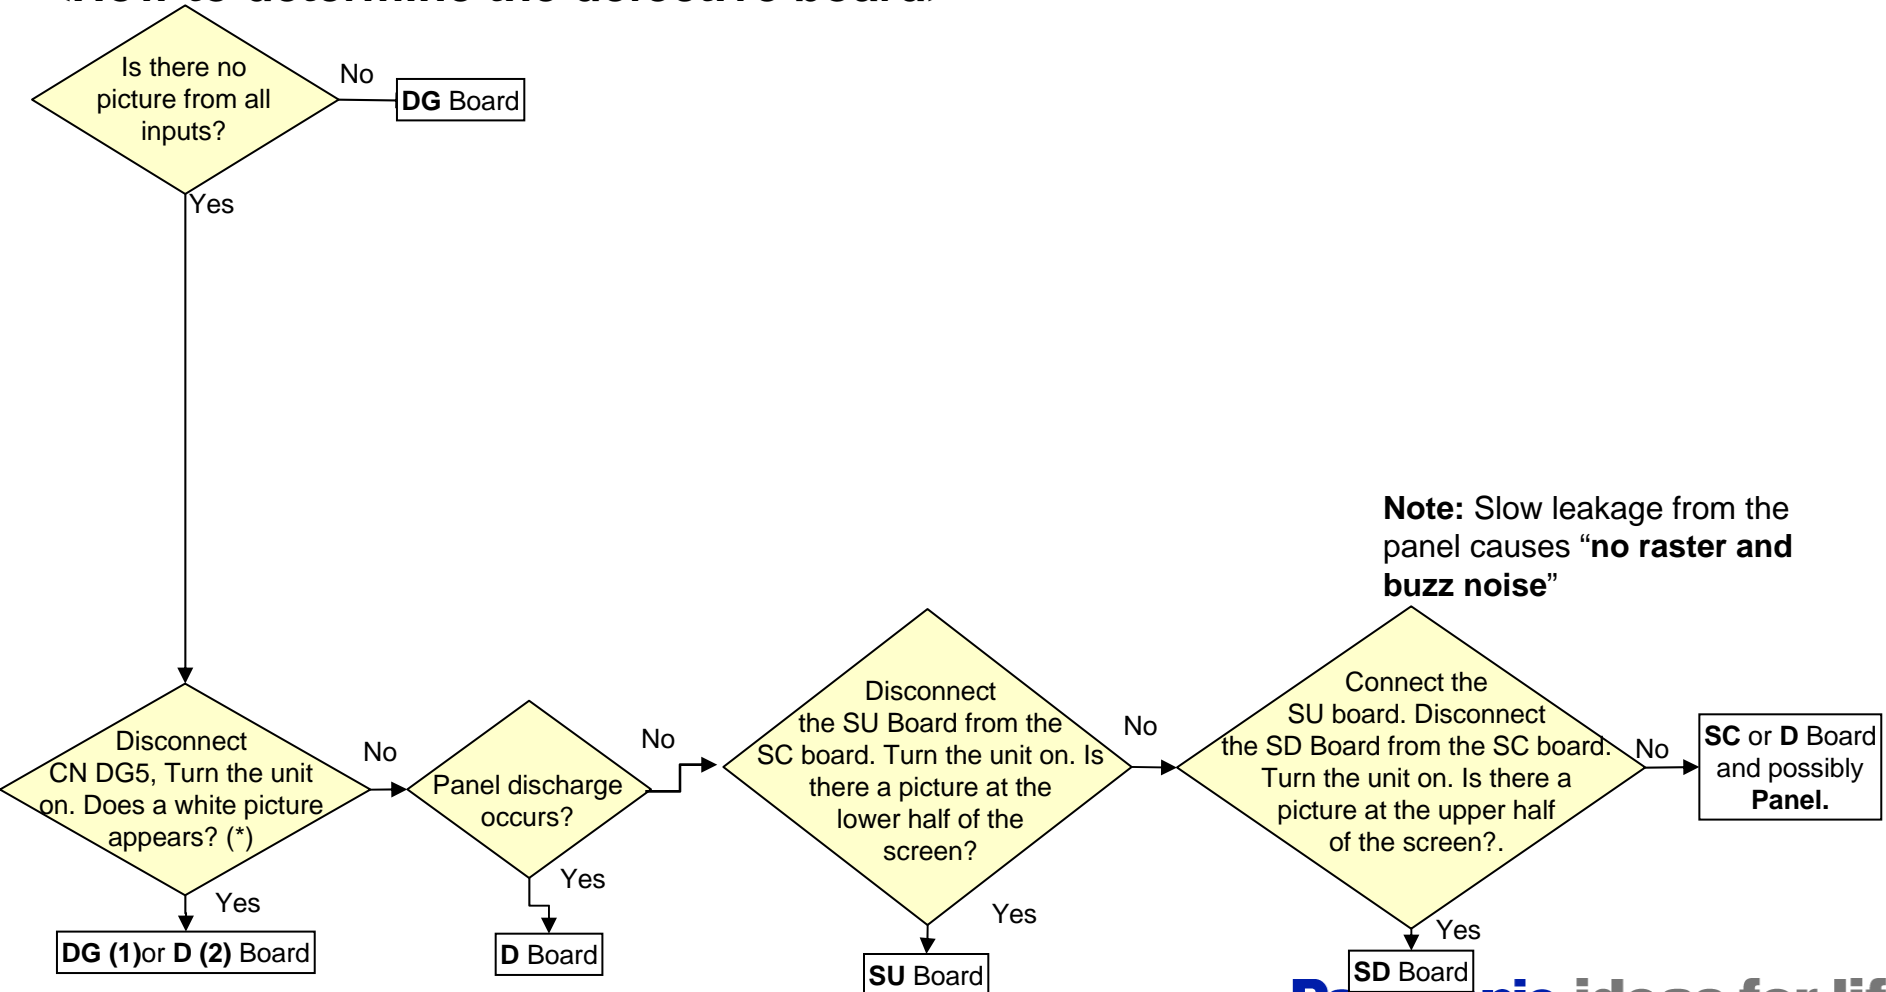 Is there no
picture from all
inputs?
No
DG Board
Yes
Note: Slow leakage from the
panel causes “no raster and
buzz noise”
Disconnect
CN DG5, Turn the unit
on. Does a white picture
appears? (*)
No
Panel discharge
occurs?
No
Disconnect
the SU Board from the
SC board. Turn the unit on. Is
there a picture at the
lower half of the
screen?
No
Connect the
SU board. Disconnect
the SD Board from the SC board.
Turn the unit on. Is there a
picture at the upper half
of the screen?.
No
SC or D Board
and possibly
Panel.
Yes
DG (1)or D (2) Board
Yes
D Board
Yes
SU Board
Yes
SD Board
ideas for